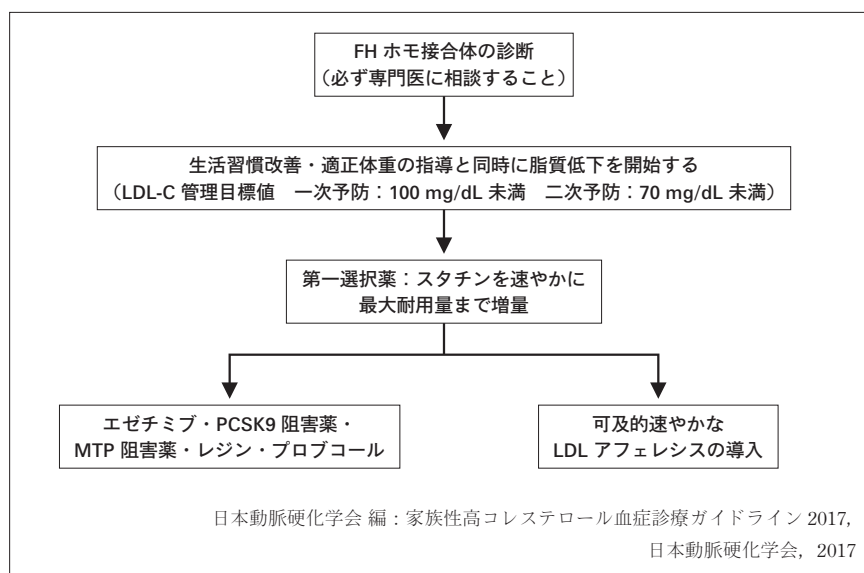 FH ホモ接合体の診断
（必ず専門医に相談すること）
生活習慣改善・適正体重の指導と同時に脂質低下を開始する
（LDL-C 管理目標値　一次予防：100 mg/dL 未満　二次予防：70 mg/dL 未満）
第一選択薬：スタチンを速やかに
最大耐用量まで増量
エゼチミブ・PCSK9 阻害薬・
MTP 阻害薬・レジン・プロブコール
可及的速やかな
LDL アフェレシスの導入
日本動脈硬化学会 編：家族性高コレステロール血症診療ガイドライン 2017,
日本動脈硬化学会，2017